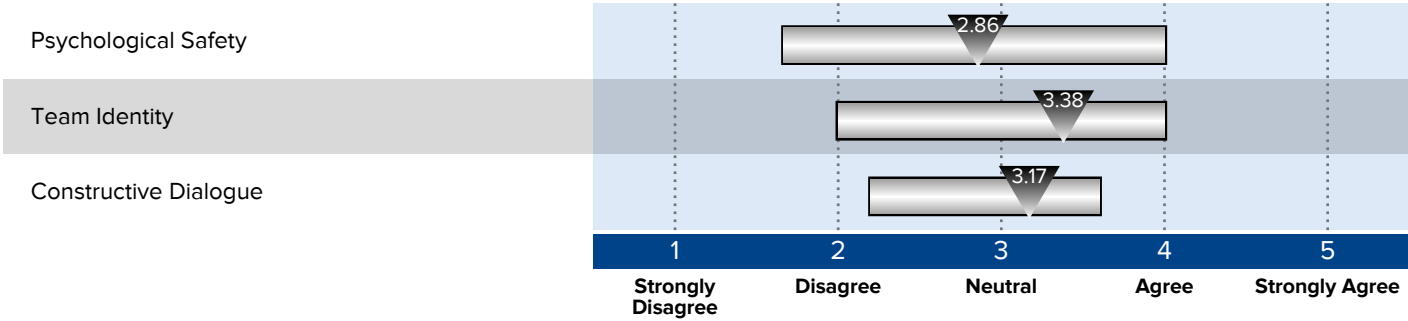 Psychological Safety
2.86
Team Identity
3.38
Constructive Dialogue
3.17
1 2 3 4 5
Strongly Disagree Disagree Neutral Agree Strongly Agree